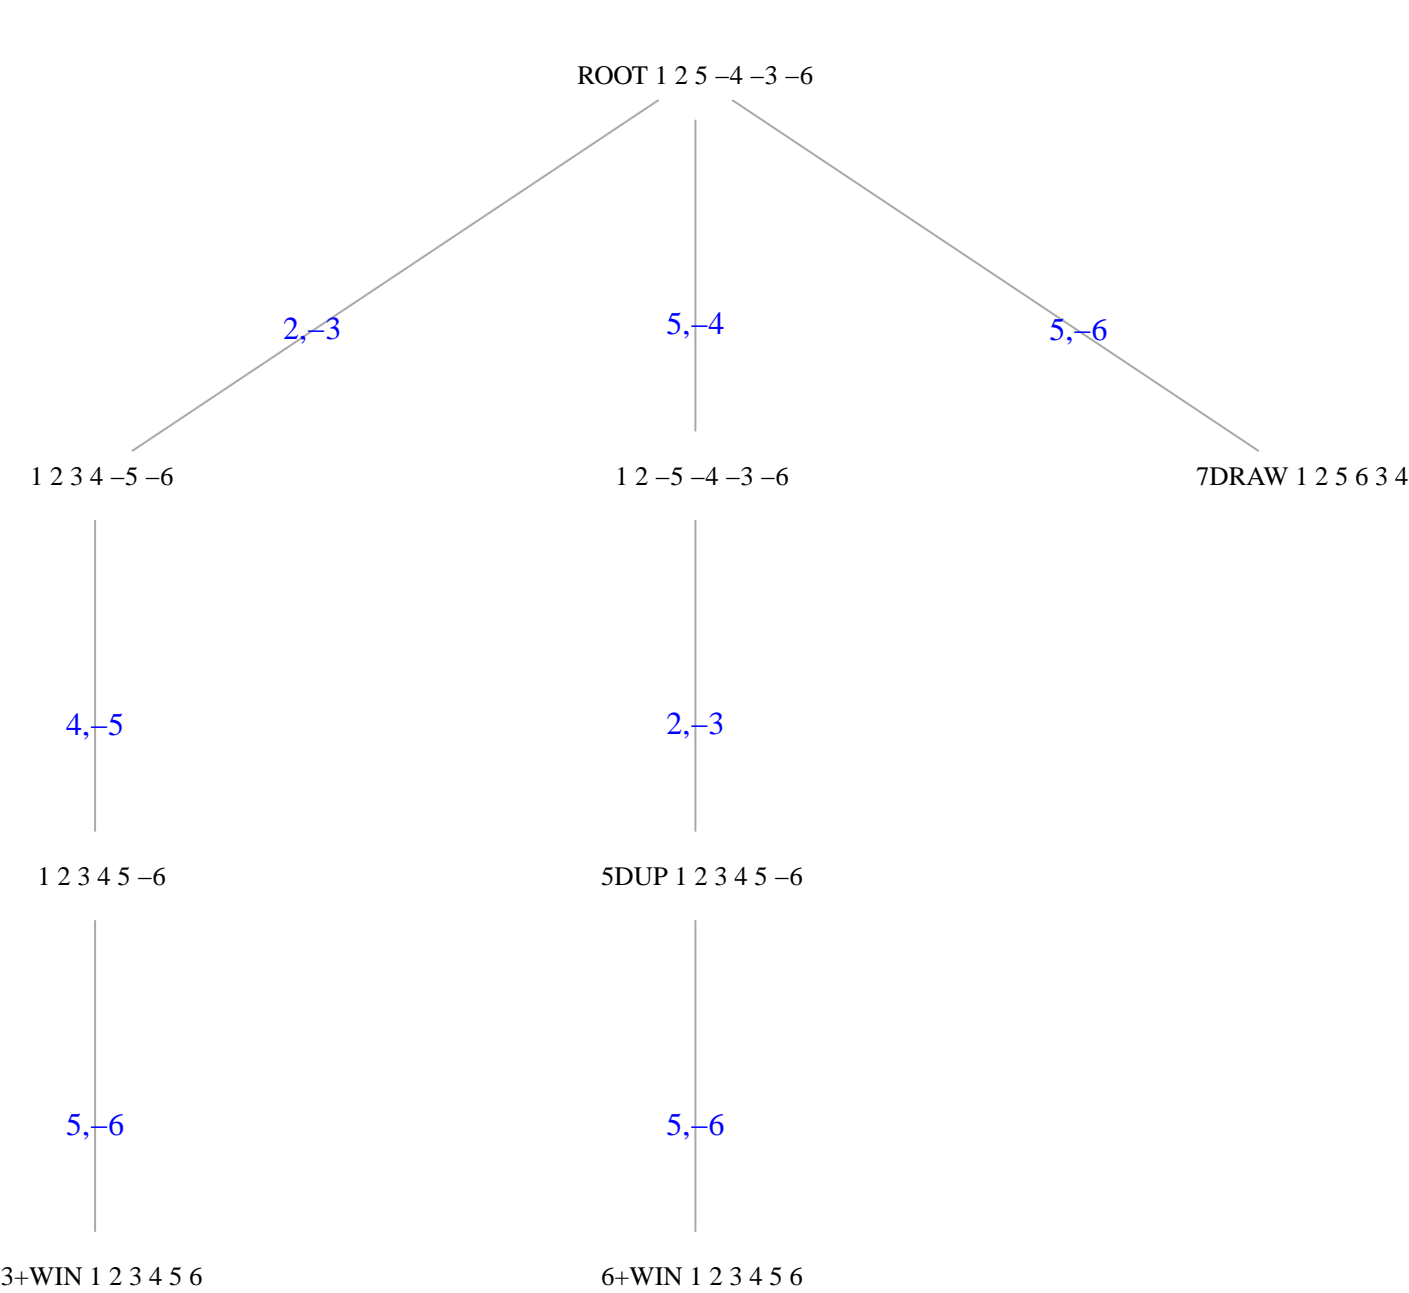 ROOT 1 2 5 –4 –3 –6
2,–3
5,–4
5,–6
1 2 3 4 –5 –6
1 2 –5 –4 –3 –6
7DRAW 1 2 5 6 3 4
4,–5
2,–3
1 2 3 4 5 –6
5DUP 1 2 3 4 5 –6
5,–6
5,–6
3+WIN 1 2 3 4 5 6
6+WIN 1 2 3 4 5 6